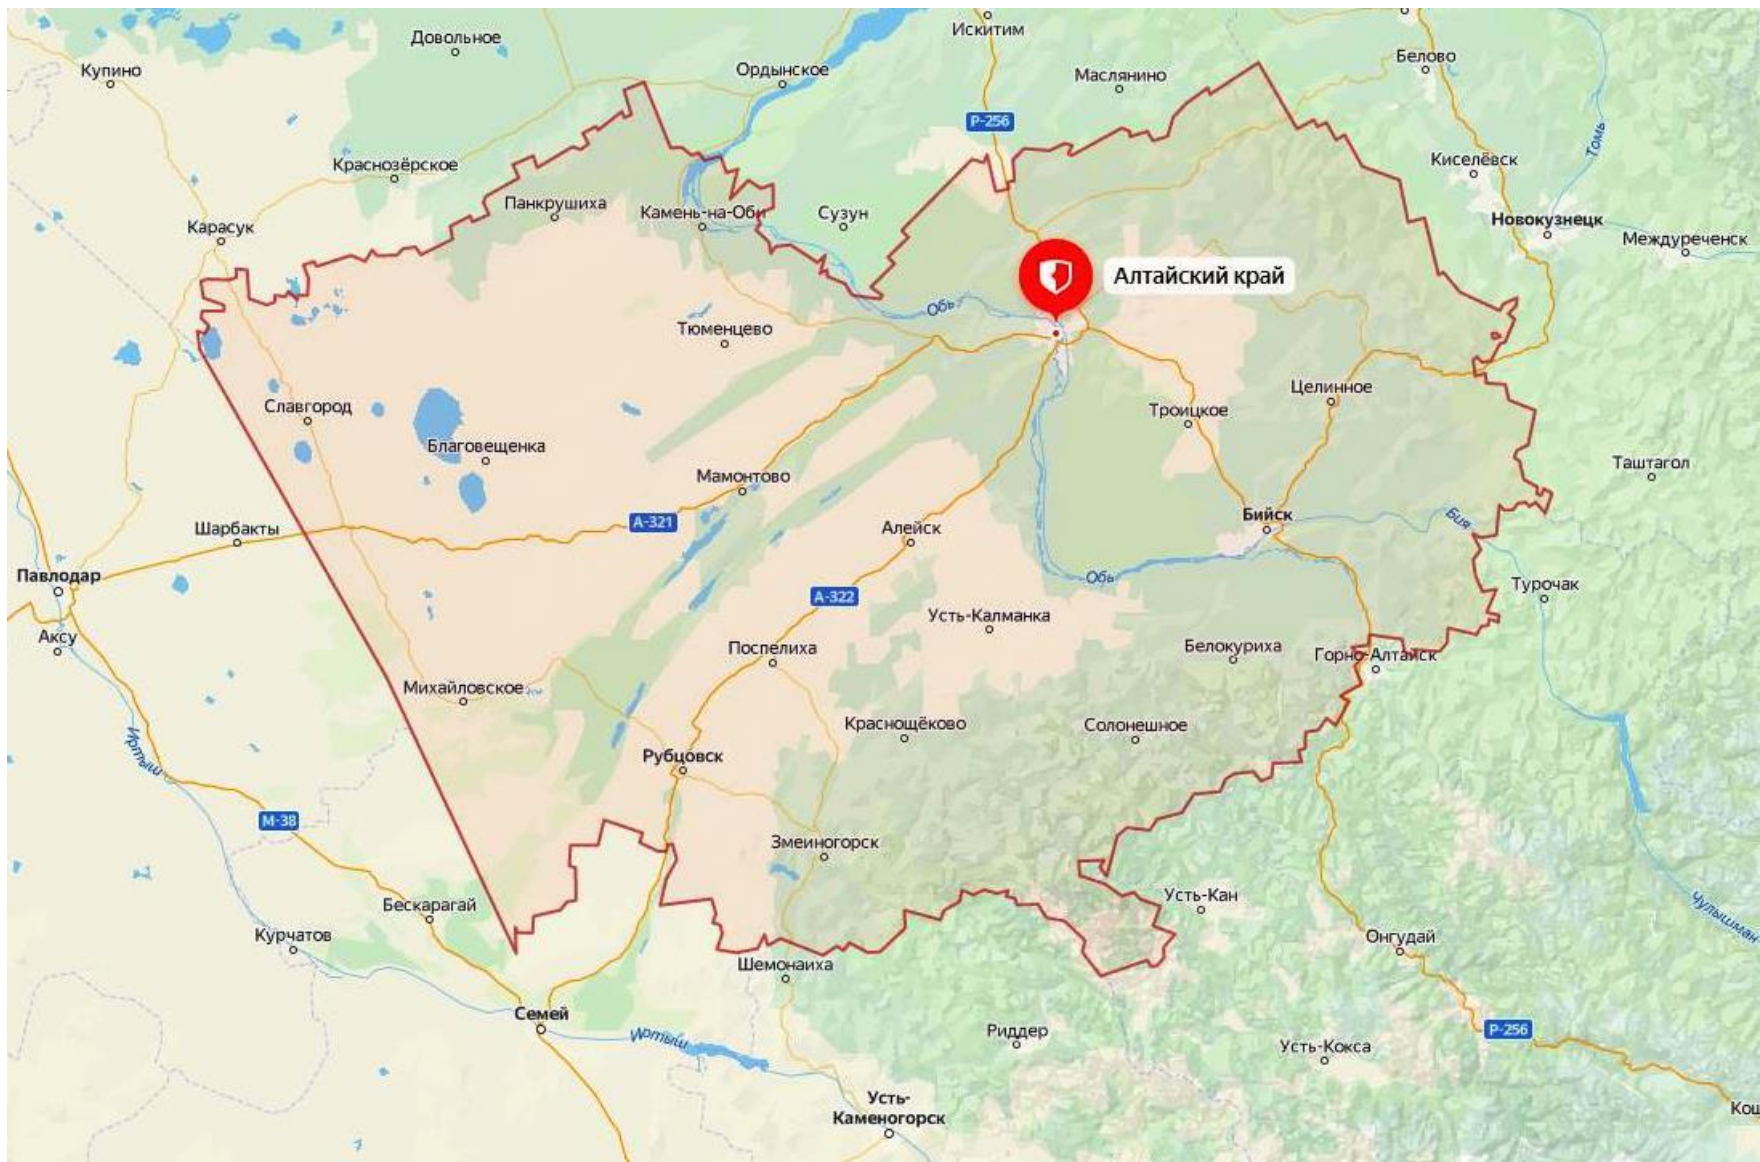 Искитим
Довольное
Белово
Купино
Ордынское
Маслянино
Р-256
Томь
Краснозёрское
Киселёвск
Панкрушиха
Камень-на-Оби
Сузун
Новокузнецк
Карасук
Междуреченск
Алтайский край
Обь
Тюменцево
Целинное
Славгород
Троицкое
Благовещенка
Таштагол
Мамонтово
Бийск
Бия
А-321
Шарбакты
Алейск
Павлодар
Обь
Турочак
А-322
Усть-Калманка
Аксу
Поспелиха
Белокуриха
Горно-Алтайск
Михайловское
Краснощёково
Солонешное
Иртыш
Рубцовск
М-38
Змеиногорск
Усть-Кан
Бескарагай
Чулышман
Курчатов
Онгудай
Шемонаиха
Семей
Риддер
Р-256
Иртыш
Усть-Кокса
Усть-
Каменогорск
Кош